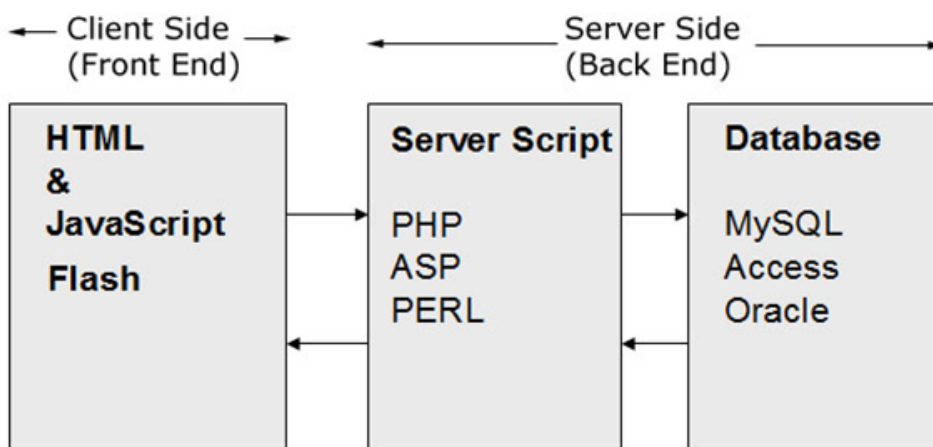 Client Side
(Front End)
Server Side
(Back End)
HTML
&
JavaScript
Flash
Server Script
PHP
ASP
PERL
Database
MySQL
Access
Oracle